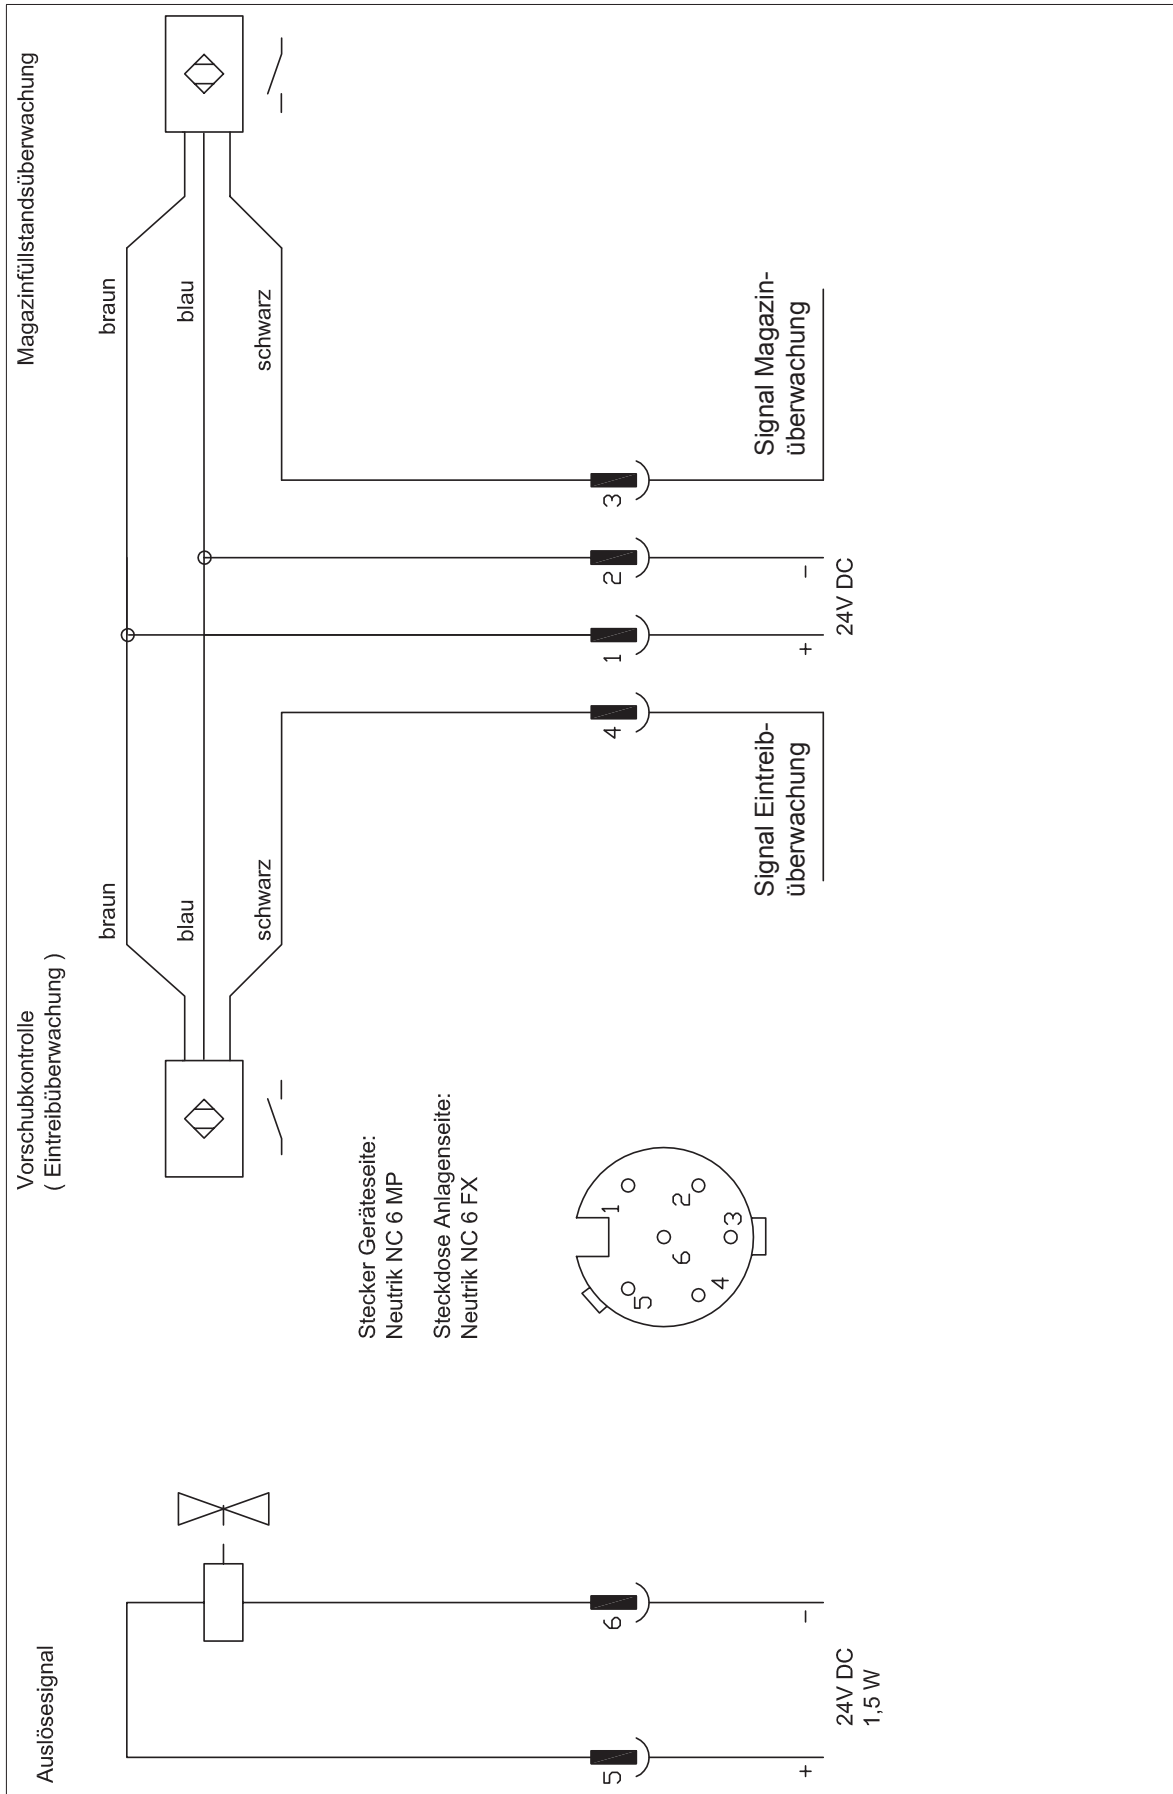 Auslösesignal
Vorschubkontrolle
( Eintreibüberwachung )
Magazinfüllstandsüberwachung
braun
braun
blau
blau
schwarz
schwarz
Stecker Geräteseite:
Neutrik NC 6 MP
Steckdose Anlagenseite:
Neutrik NC 6 FX
1
2
3
4
5
6
5
6
4
1
2
3
+
−
24V DC
1,5 W
Signal Eintreib-
überwachung
+
−
24V DC
Signal Magazin-
überwachung